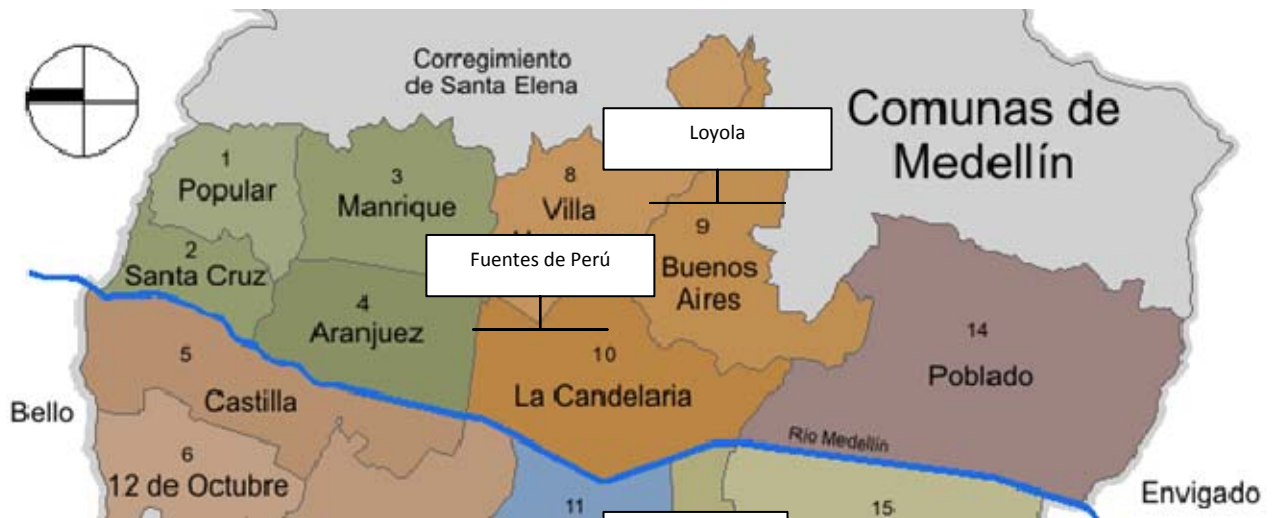 Corregimiento
de Santa Elena
Comunas de
Medellín
Loyola
1
Popular
3
Manrique
8
Villa
9
Buenos
Aires
2
Santa Cruz
Fuentes de Perú
4
Aranjuez
14
Poblado
10
La Candelaria
5
Castilla
Bello
Río Medellín
6
12 de Octubre
11
15
Envigado